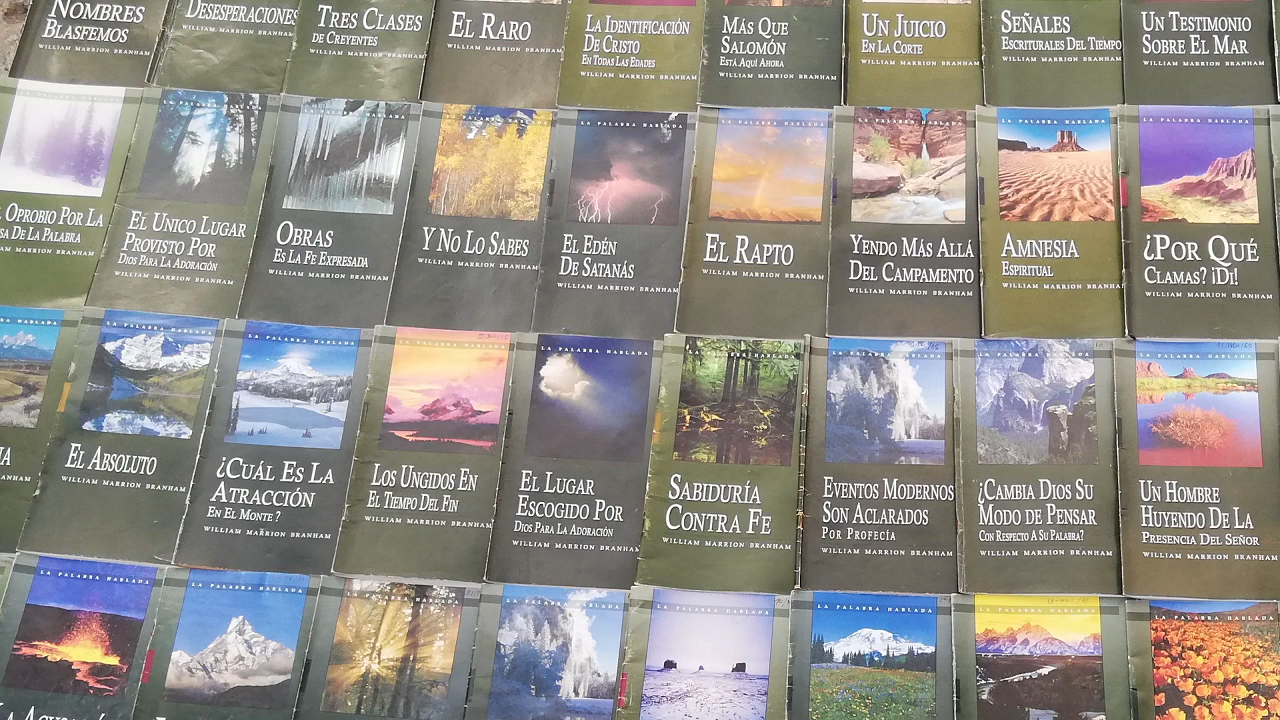 NOMBRES
BLASFEMOS
WILLIAM MARRION BRANHAM
DESESPERACIONES
WILLIAM MARRION BRANHAM
TRES CLASES
DE CREYENTES
WILLIAM MARRION BRANHAM
EL RARO
WILLIAM MARRION BRANHAM
LA IDENTIFICACIÓN
DE CRISTO
EN TODAS LAS EDADES
WILLIAM MARRION BRANHAM
MÁS QUE
SALOMÓN
ESTÁ AQUÍ AHORA
WILLIAM MARRION BRANHAM
UN JUICIO
EN LA CORTE
WILLIAM MARRION BRANHAM
SEÑALES
ESCRITURALES DEL TIEMPO
WILLIAM MARRION BRANHAM
UN TESTIMONIO
SOBRE EL MAR
WILLIAM MARRION BRANHAM
OPROBIO POR LA
SA DE LA PALABRA
WILLIAM MARRION BRANHAM
LA PALABRA HABLADA
EL UNICO LUGAR
PROVISTO POR
DIOS PARA LA ADORACIÓN
WILLIAM MARRION BRANHAM
LA PALABRA HABLADA
OBRAS
ES LA FE EXPRESADA
WILLIAM MARRION BRANHAM
LA PALABRA HABLADA
Y NO LO SABES
WILLIAM MARRION BRANHAM
LA PALABRA HABLADA
EL EDÉN
DE SATANÁS
WILLIAM MARRION BRANHAM
LA PALABRA HABLADA
EL RAPTO
WILLIAM MARRION BRANHAM
LA PALABRA HABLADA
YENDO MÁS ALLÁ
DEL CAMPAMENTO
WILLIAM MARRION BRANHAM
LA PALABRA HABLADA
AMNESIA
ESPIRITUAL
WILLIAM MARRION BRANHAM
LA PALABRA HABLADA
¿POR QUÉ
CLAMAS? ¡DI!
WILLIAM MARRION BRANHAM
LA PALABRA HABLADA
EL ABSOLUTO
WILLIAM MARRION BRANHAM
LA PALABRA HABLADA
¿CUÁL ES LA
ATRACCIÓN
EN EL MONTE?
WILLIAM MARRION BRANHAM
LA PALABRA HABLADA
LOS UNGIDOS EN
EL TIEMPO DEL FIN
WILLIAM MARRION BRANHAM
LA PALABRA HABLADA
EL LUGAR
ESCOGIDO POR
DIOS PARA LA ADORACIÓN
WILLIAM MARRION BRANHAM
LA PALABRA HABLADA
SABIDURÍA
CONTRA FE
WILLIAM MARRION BRANHAM
LA PALABRA HABLADA
EVENTOS MODERNOS
SON ACLARADOS
POR PROFECÍA
WILLIAM MARRION BRANHAM
LA PALABRA HABLADA
¿CAMBIA DIOS SU
MODO DE PENSAR
CON RESPECTO A SU PALABRA?
WILLIAM MARRION BRANHAM
LA PALABRA HABLADA
UN HOMBRE
HUYENDO DE LA
PRESENCIA DEL SEÑOR
WILLIAM MARRION BRANHAM
LA PALABRA HABLADA
LA PALABRA HABLADA
LA PALABRA HABLADA
LA PALABRA HABLADA
LA PALABRA HABLADA
LA PALABRA HABLADA
LA PALABRA HABLADA
LA PALABRA HABLADA